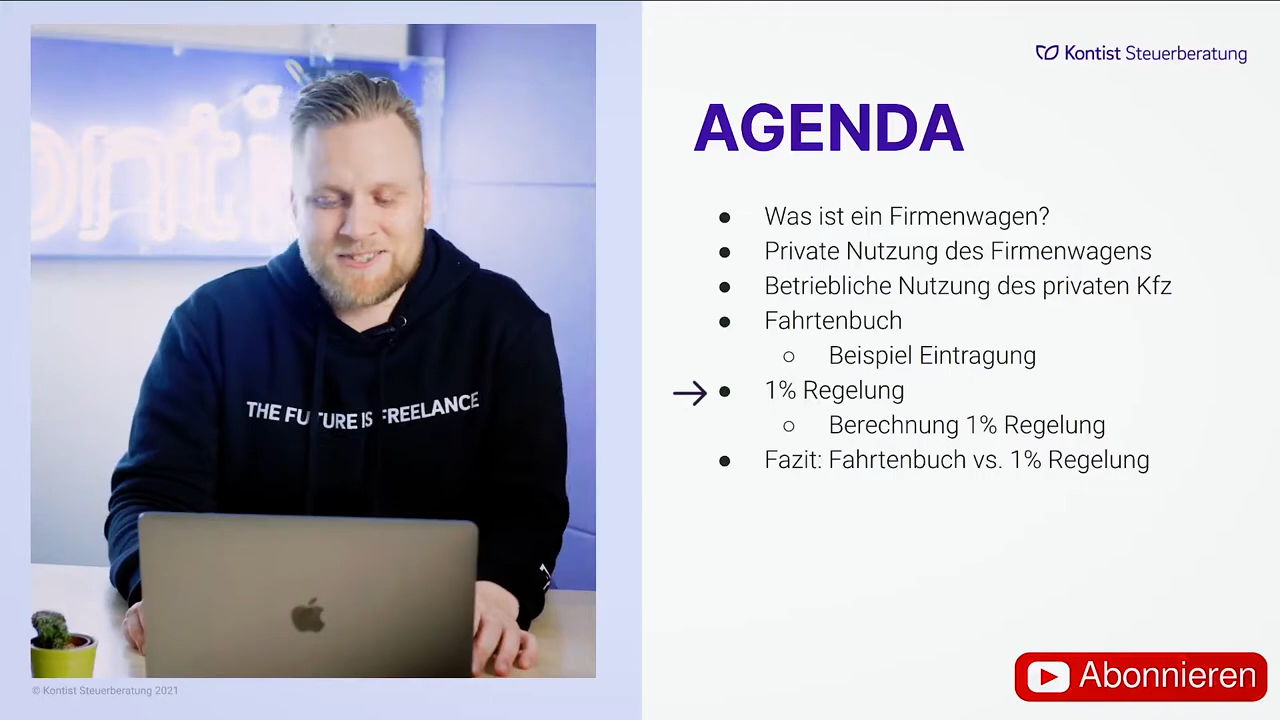 Kontist Steuerberatung
AGENDA
● Was ist ein Firmenwagen?
● Private Nutzung des Firmenwagens
● Betriebliche Nutzung des privaten Kfz
● Fahrtenbuch
○ Beispiel Eintragung
→ ● 1% Regelung
○ Berechnung 1% Regelung
● Fazit: Fahrtenbuch vs. 1% Regelung
THE FUTURE IS FREELANCE
© Kontist Steuerberatung 2021
Abonnieren